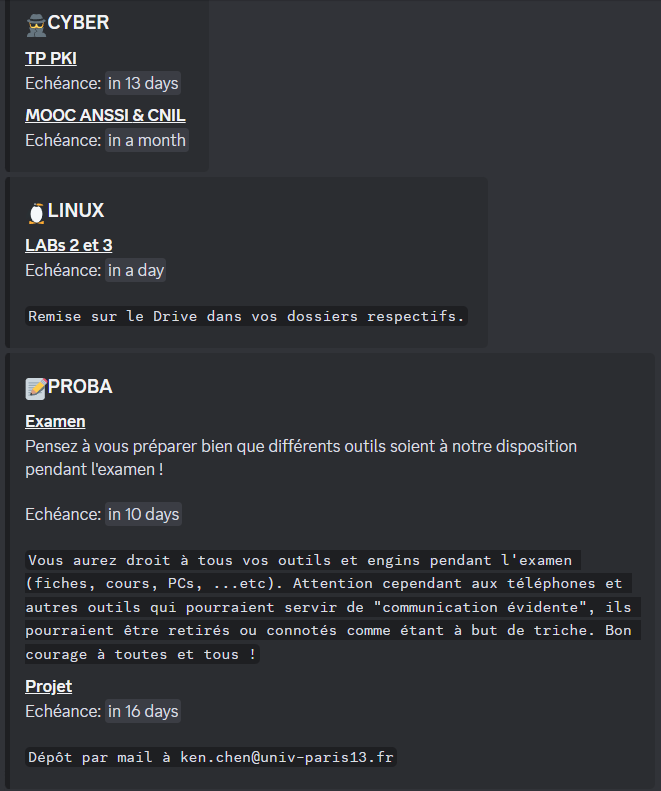 CYBER
TP PKI
Echéance: in 13 days
MOOC ANSSI & CNIL
Echéance: in a month
LINUX
LABs 2 et 3
Echéance: in a day
Remise sur le Drive dans vos dossiers respectifs.
PROBA
Examen
Pensez à vous préparer bien que différents outils soient à notre disposition
pendant l'examen !
Echéance: in 10 days
Vous aurez droit à tous vos outils et engins pendant l'examen
(fiches, cours, PCs, ...etc). Attention cependant aux téléphones et
autres outils qui pourraient servir de "communication évidente", ils
pourraient être retirés ou connotés comme étant à but de triche. Bon
courage à toutes et tous !
Projet
Echéance: in 16 days
Dépôt par mail à ken.chen@univ-paris13.fr